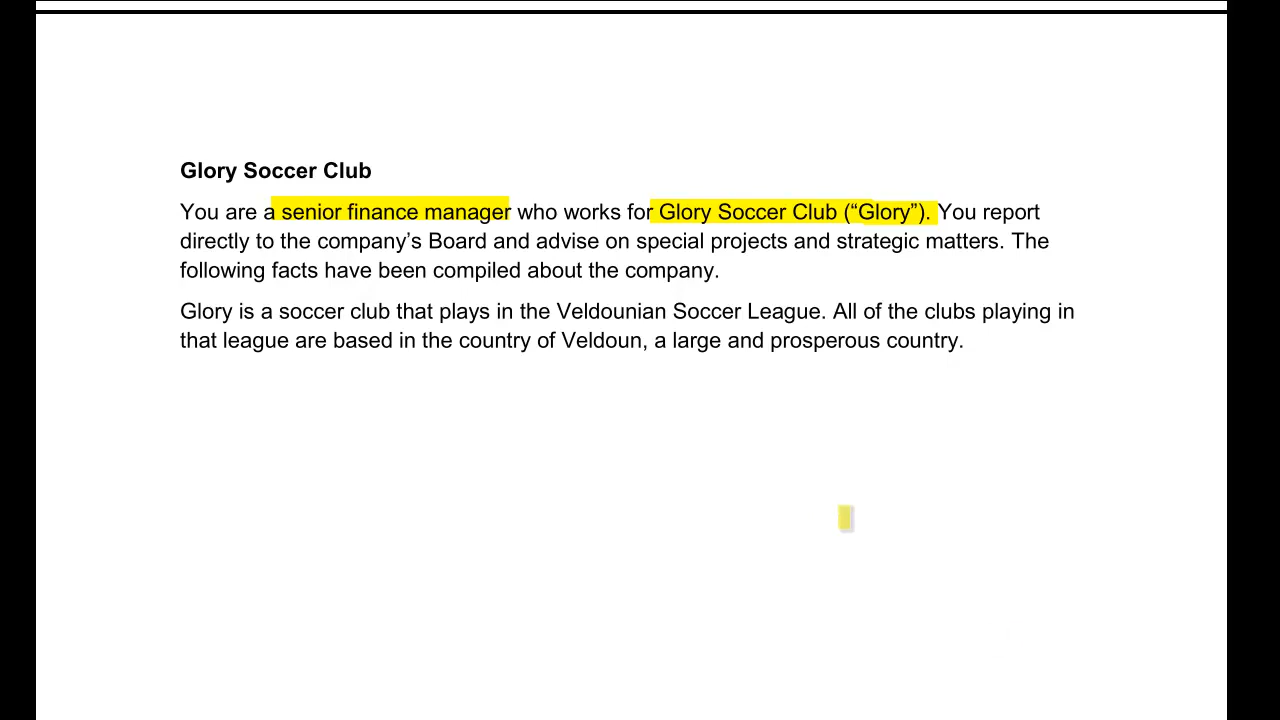 Glory Soccer Club
You are a senior finance manager who works for Glory Soccer Club (“Glory”). You report
directly to the company’s Board and advise on special projects and strategic matters. The
following facts have been compiled about the company.
Glory is a soccer club that plays in the Veldounian Soccer League. All of the clubs playing in
that league are based in the country of Veldoun, a large and prosperous country.